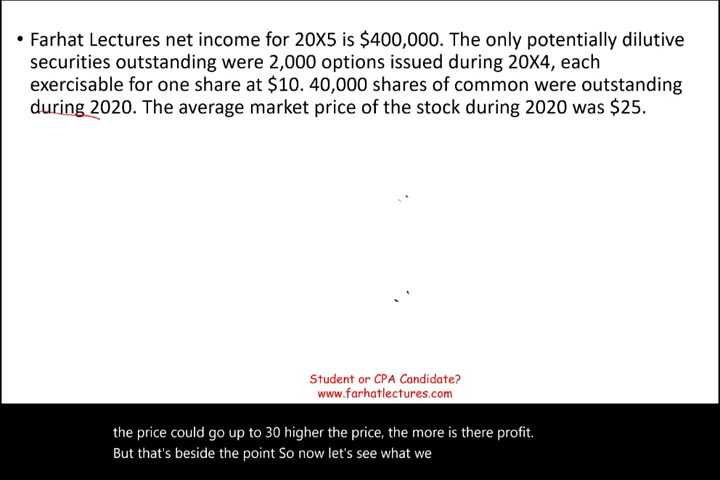 • Farhat Lectures net income for 20X5 is $400,000. The only potentially dilutive
securities outstanding were 2,000 options issued during 20X4, each
exercisable for one share at $10. 40,000 shares of common were outstanding
during 2020. The average market price of the stock during 2020 was $25.
Student or CPA Candidate?
www.farhatlectures.com
the price could go up to 30 higher the price, the more is there profit.
But that's beside the point So now let's see what we